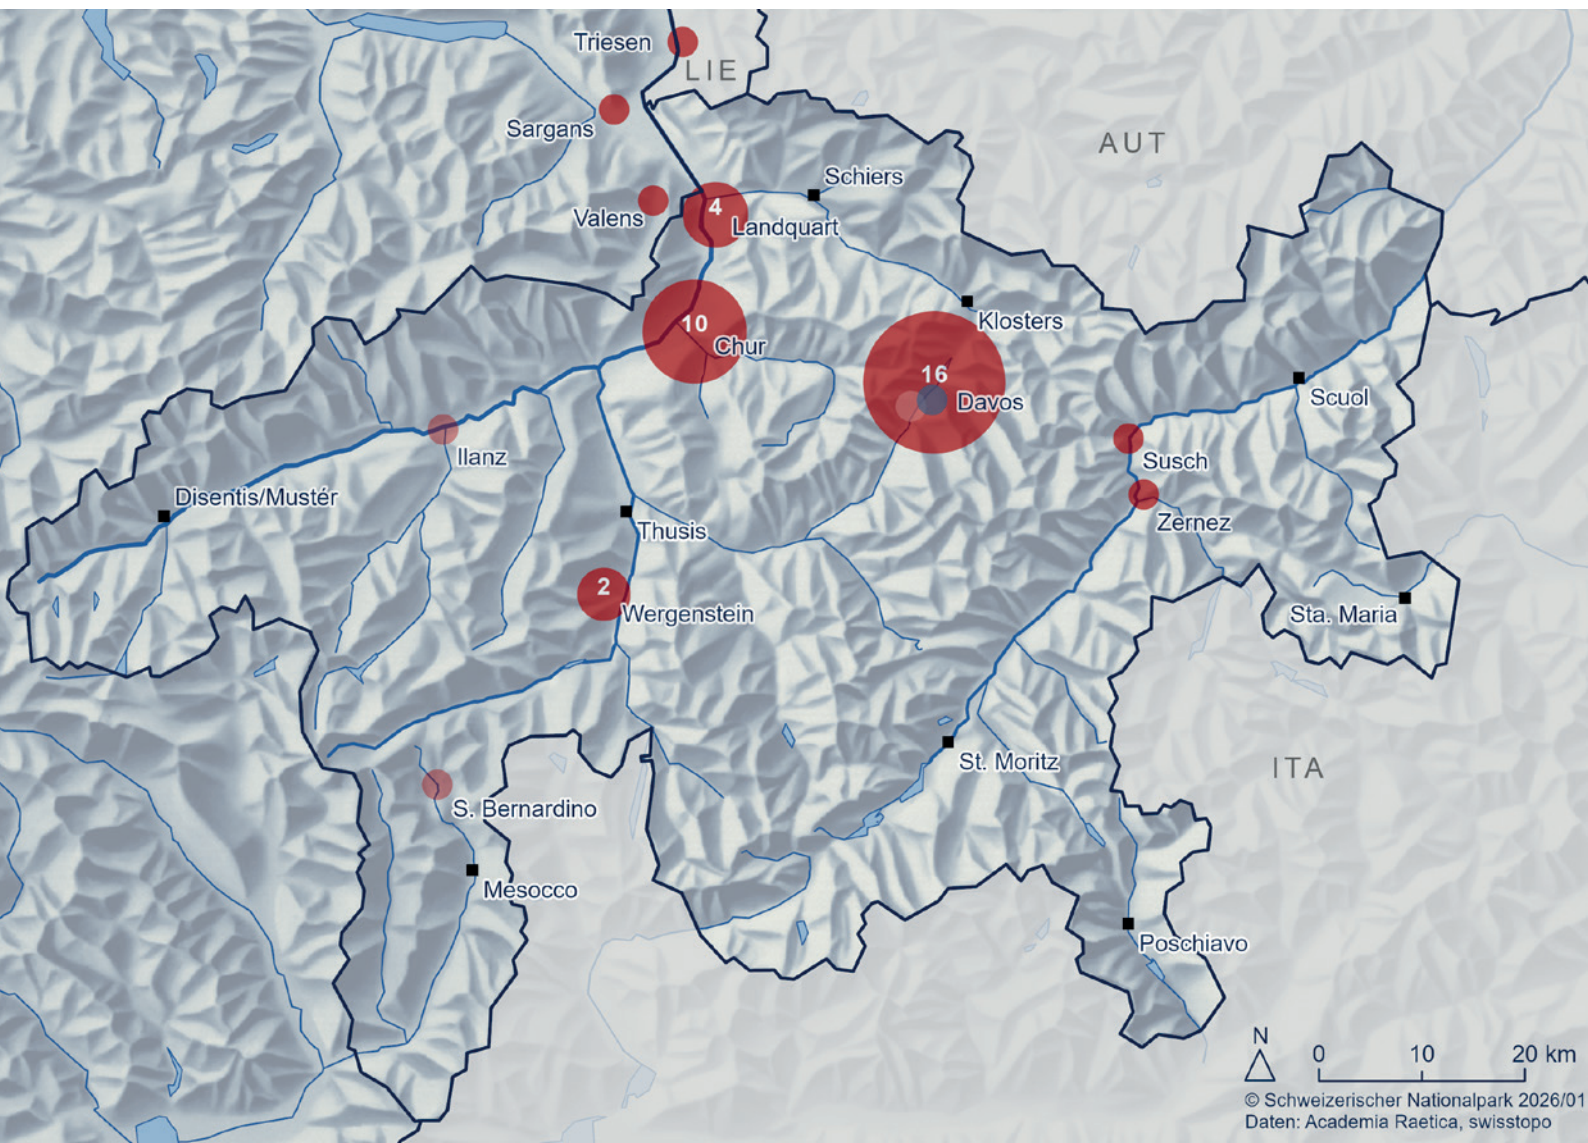 Triesen
LIE
Sargans
AUT
Schiers
Valens
4
Landquart
10
Chur
Klosters
16
Davos
Scuol
Ilanz
Susch
Disentis/Mustér
Thusis
Zernez
2
Wergenstein
Sta. Maria
St. Moritz
ITA
S. Bernardino
Mesocco
Poschiavo
N
0 10 20 km
© Schweizerischer Nationalpark 2026/01
Daten: Academia Raetica, swisstopo